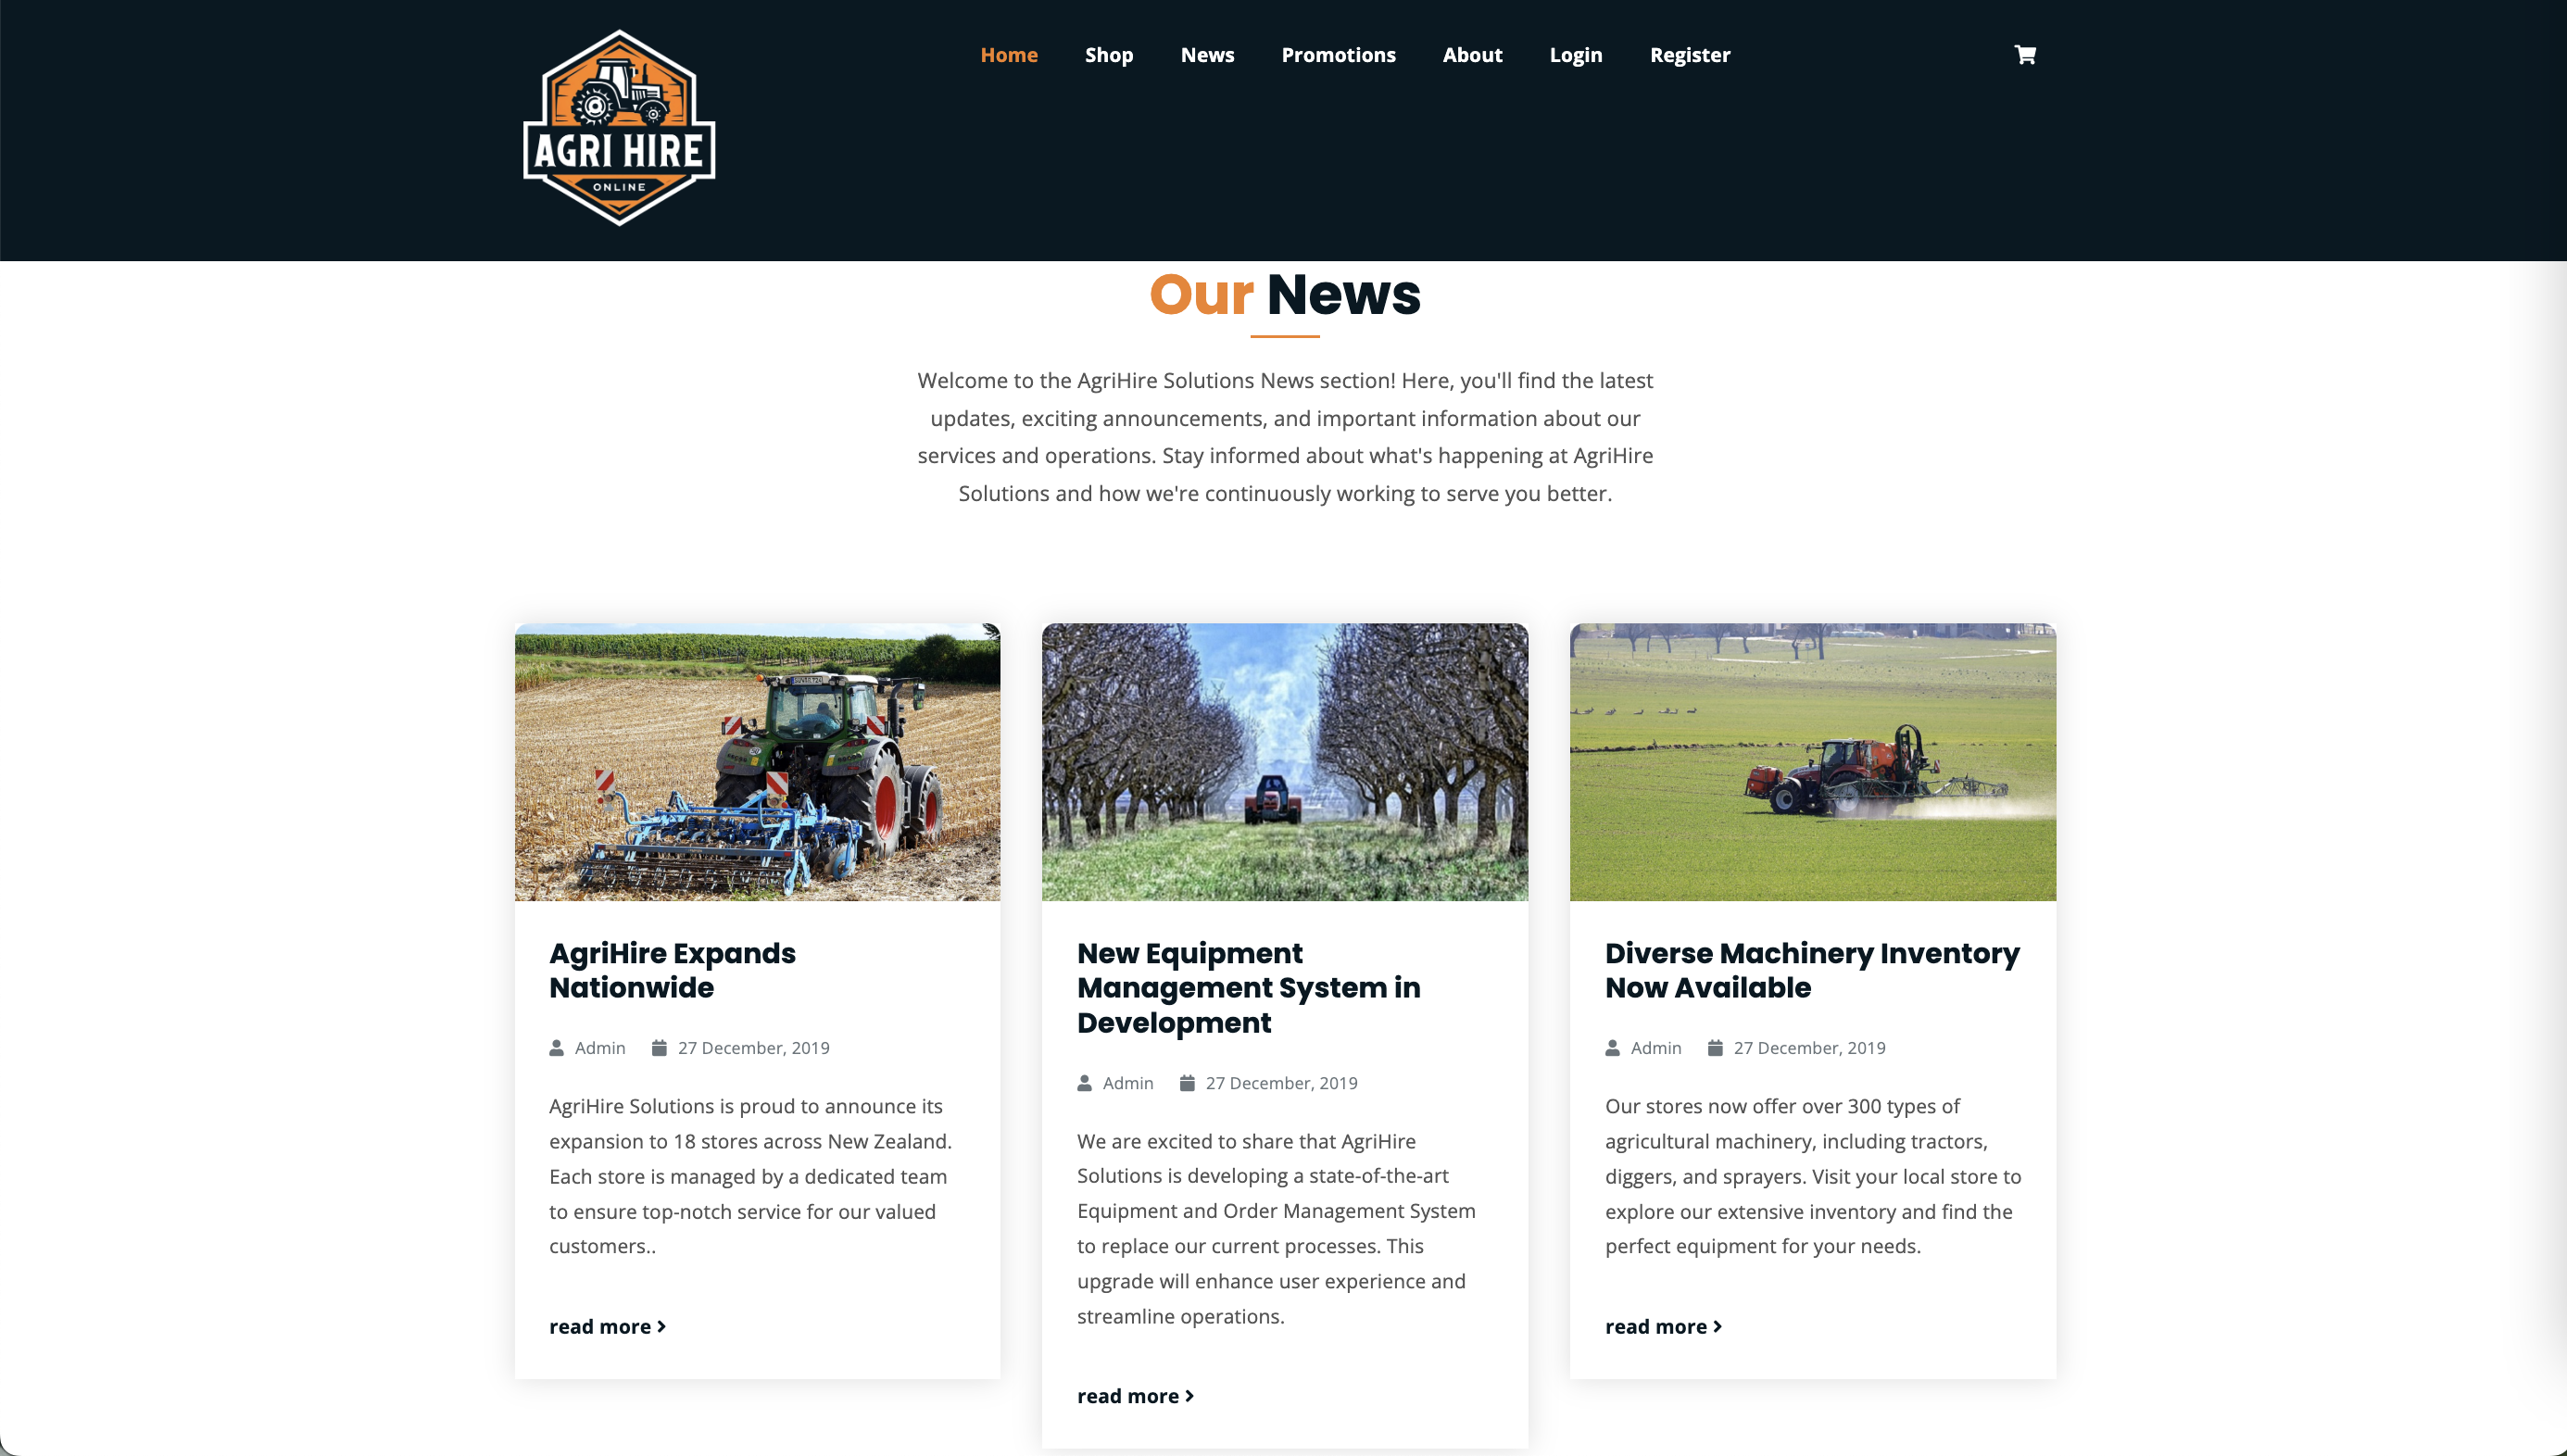 AGRI HIRE
ONLINE
Home Shop News Promotions About Login Register
Our News
Welcome to the AgriHire Solutions News section! Here, you'll find the latest
updates, exciting announcements, and important information about our
services and operations. Stay informed about what's happening at AgriHire
Solutions and how we're continuously working to serve you better.
AgriHire Expands
Nationwide
Admin 27 December, 2019
AgriHire Solutions is proud to announce its
expansion to 18 stores across New Zealand.
Each store is managed by a dedicated team
to ensure top-notch service for our valued
customers..
read more
New Equipment
Management System in
Development
Admin 27 December, 2019
We are excited to share that AgriHire
Solutions is developing a state-of-the-art
Equipment and Order Management System
to replace our current processes. This
upgrade will enhance user experience and
streamline operations.
read more
Diverse Machinery Inventory
Now Available
Admin 27 December, 2019
Our stores now offer over 300 types of
agricultural machinery, including tractors,
diggers, and sprayers. Visit your local store to
explore our extensive inventory and find the
perfect equipment for your needs.
read more